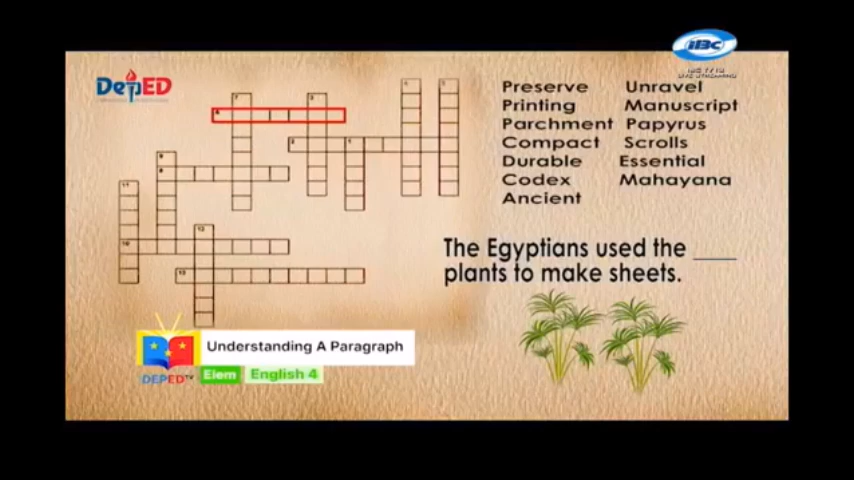 iBC
DepED
Preserve Unravel
Printing Manuscript
Parchment Papyrus
Compact Scrolls
Durable Essential
Codex Mahayana
Ancient
The Egyptians used the ____
plants to make sheets.
Understanding A Paragraph
DEPED TV
Elem English 4